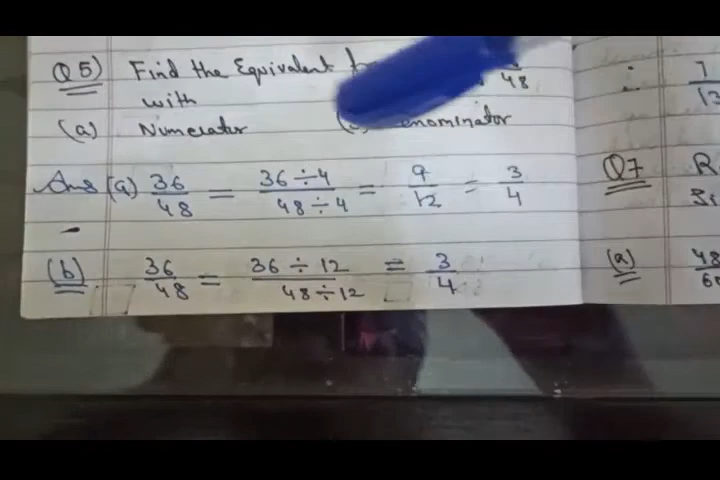 Q5) Find the Equivalent 48
with
(a) Numerator enominator
Ans (a) 36/48 = 36÷4/48÷4 = 9/12 = 3/4
(b) 36/48 = 36÷12/48÷12 = 3/4
∴
Q7
(a) 48